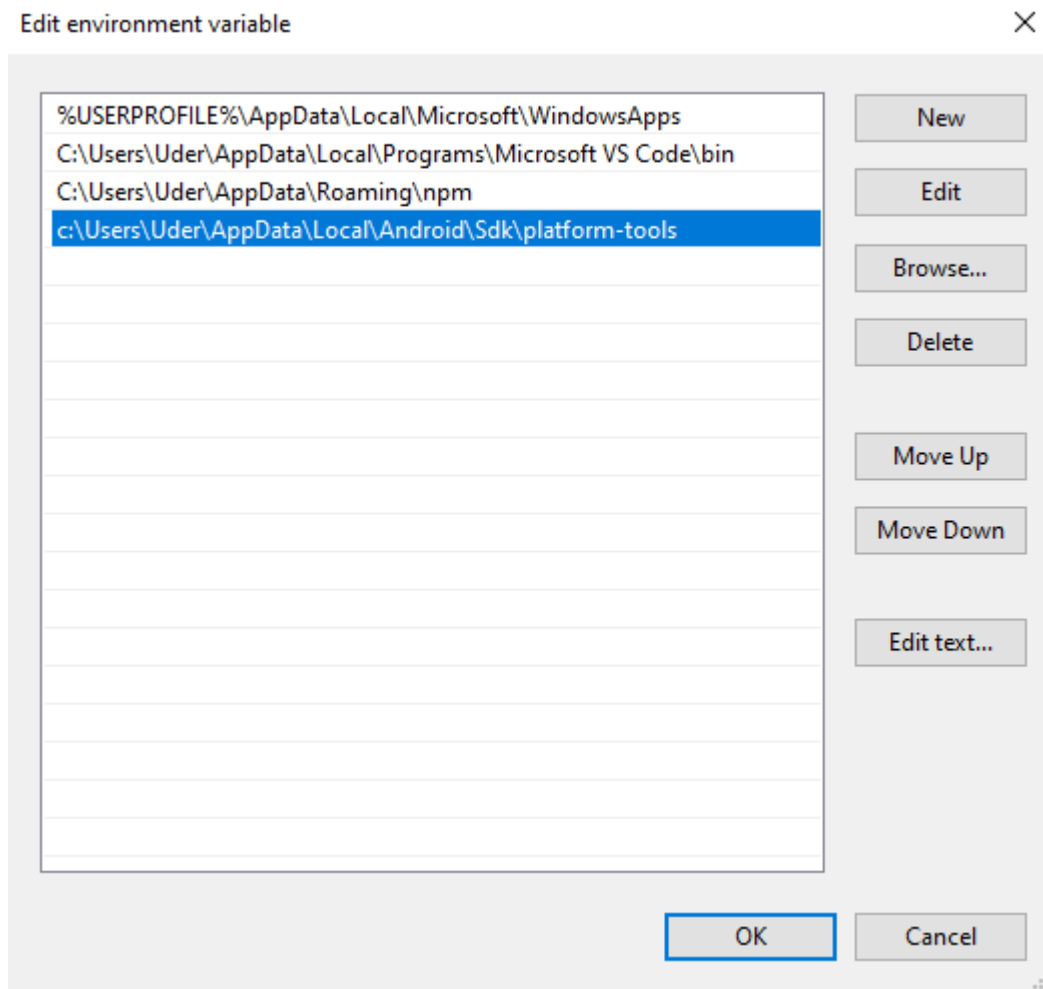 Edit environment variable
%USERPROFILE%\AppData\Local\Microsoft\WindowsApps
C:\Users\Uder\AppData\Local\Programs\Microsoft VS Code\bin
C:\Users\Uder\AppData\Roaming\npm
c:\Users\Uder\AppData\Local\Android\Sdk\platform-tools
New
Edit
Browse...
Delete
Move Up
Move Down
Edit text...
OK
Cancel